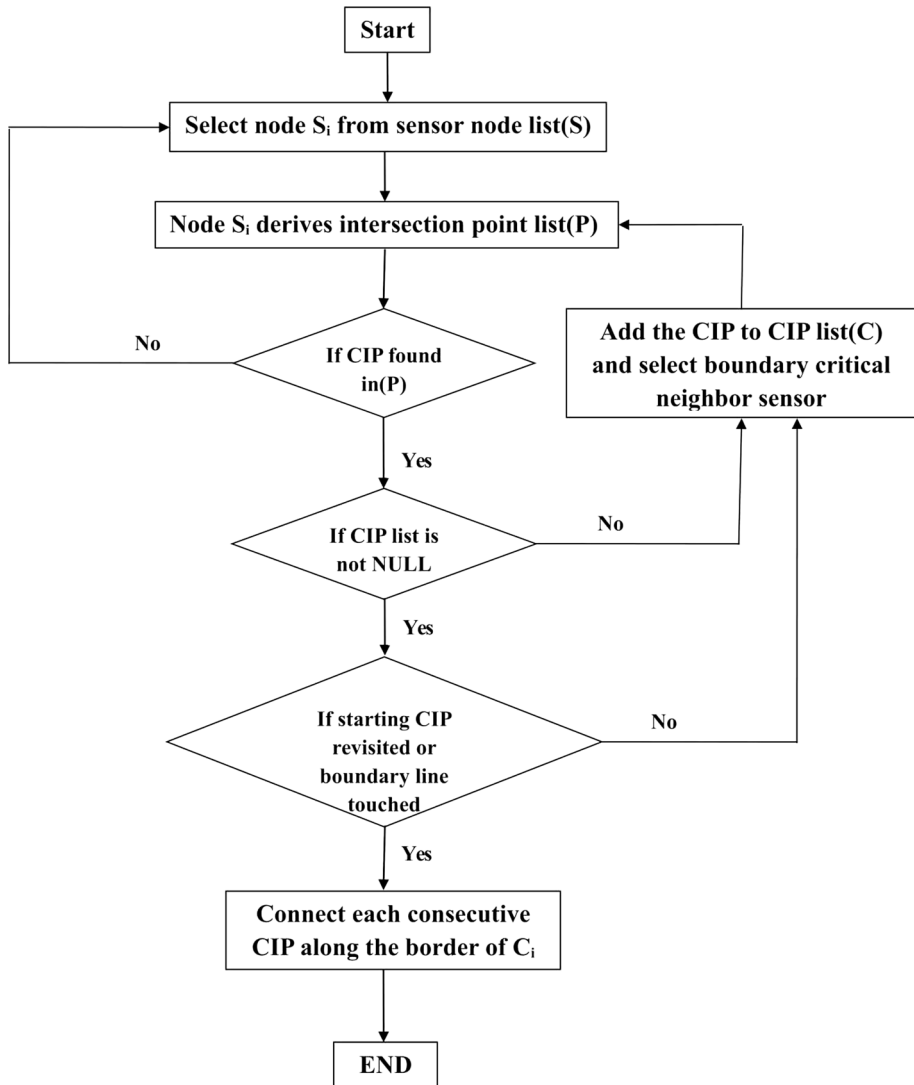 Start
Select node Sᵢ from sensor node list(S)
Node Sᵢ derives intersection point list(P)
No
If CIP found
in(P)
Add the CIP to CIP list(C)
and select boundary critical
neighbor sensor
Yes
If CIP list is
not NULL
No
Yes
If starting CIP
revisited or
boundary line
touched
No
Yes
Connect each consecutive
CIP along the border of Cᵢ
END